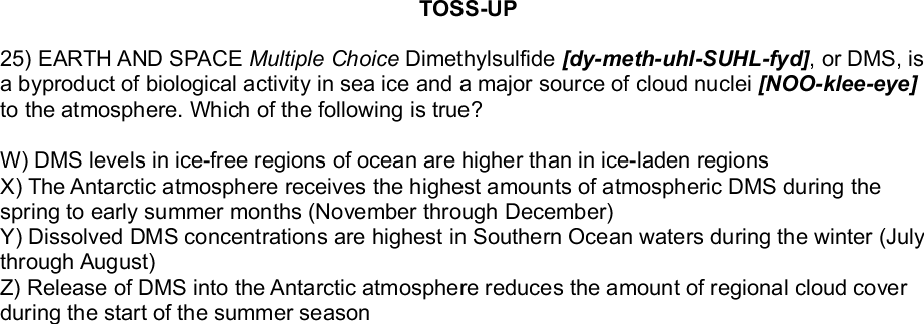 TOSS-UP
25) EARTH AND SPACE Multiple Choice Dimethylsulfide [dy-meth-uhl-SUHL-fyd], or DMS, is
a byproduct of biological activity in sea ice and a major source of cloud nuclei [NOO-klee-eye]
to the atmosphere. Which of the following is true?
W) DMS levels in ice-free regions of ocean are higher than in ice-laden regions
X) The Antarctic atmosphere receives the highest amounts of atmospheric DMS during the
spring to early summer months (November through December)
Y) Dissolved DMS concentrations are highest in Southern Ocean waters during the winter (July
through August)
Z) Release of DMS into the Antarctic atmosphere reduces the amount of regional cloud cover
during the start of the summer season